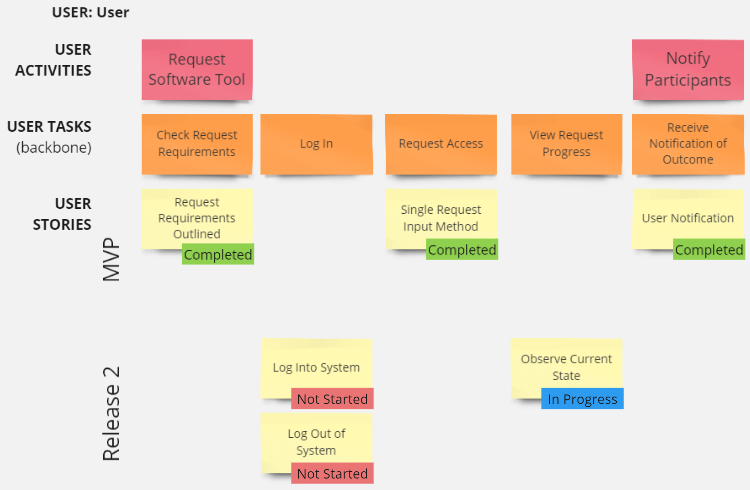 USER: User
USER
ACTIVITIES
Request
Software Tool
Notify
Participants
USER TASKS
(backbone)
Check Request
Requirements
Log In
Request Access
View Request
Progress
Receive
Notification of
Outcome
USER
STORIES
MVP
Request
Requirements
Outlined
Completed
Single Request
Input Method
Completed
User Notification
Completed
Release 2
Log Into System
Not Started
Observe Current
State
In Progress
Log Out of
System
Not Started